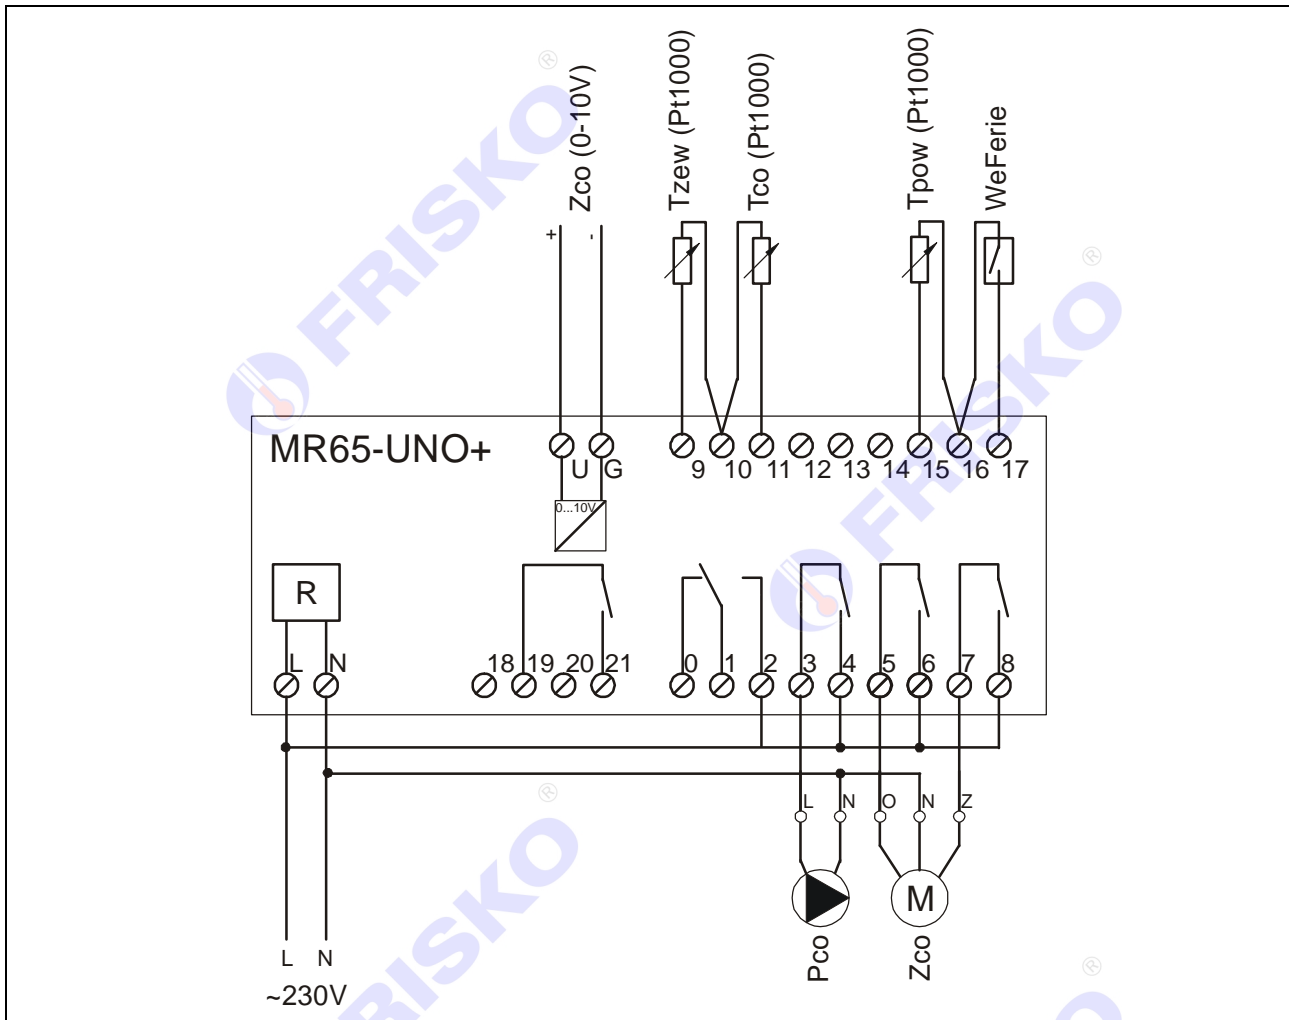 Zco (0-10V)
Tzew (Pt1000)
Tco (Pt1000)
Tpow (Pt1000)
WeFerie
+ -
MR65-UNO+
U G 9 10 11 12 13 14 15 16 17
0...10V
R
L N 18 19 20 21 0 1 2 3 4 5 6 7 8
L N O N Z
M
Pco Zco
L N
~230V
FRISKO ®
FRISKO ®
FRISKO ®
®